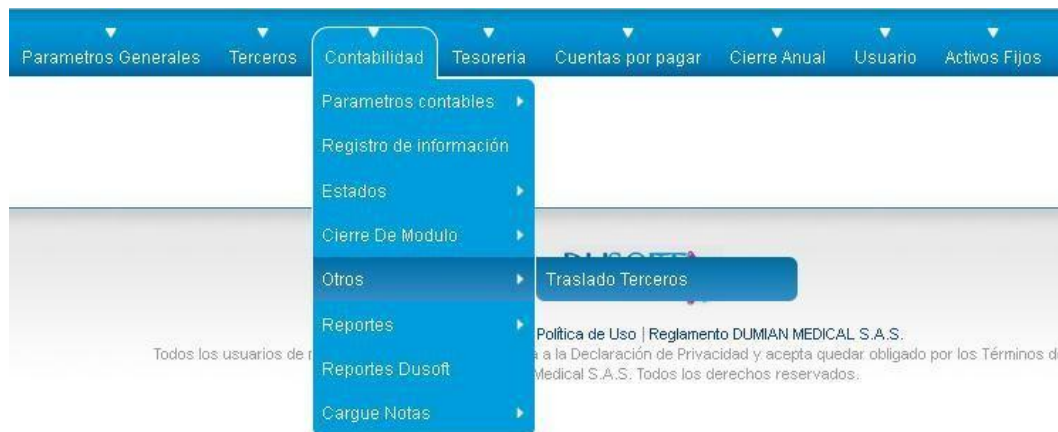 Parametros Generales Terceros Contabilidad Tesoreria Cuentas por pagar Cierre Anual Usuario Activos Fijos
Parametros contables
Registro de información
Estados
Cierre De Modulo
Otros Traslado Terceros
Reportes
Política de Uso | Reglamento DUMIAN MEDICAL S.A.S.
Todos los usuarios de a la Declaración de Privacidad y acepta quedar obligado por los Términos
Reportes Dusoft
Medical S.A.S. Todos los derechos reservados.
Cargue Notas